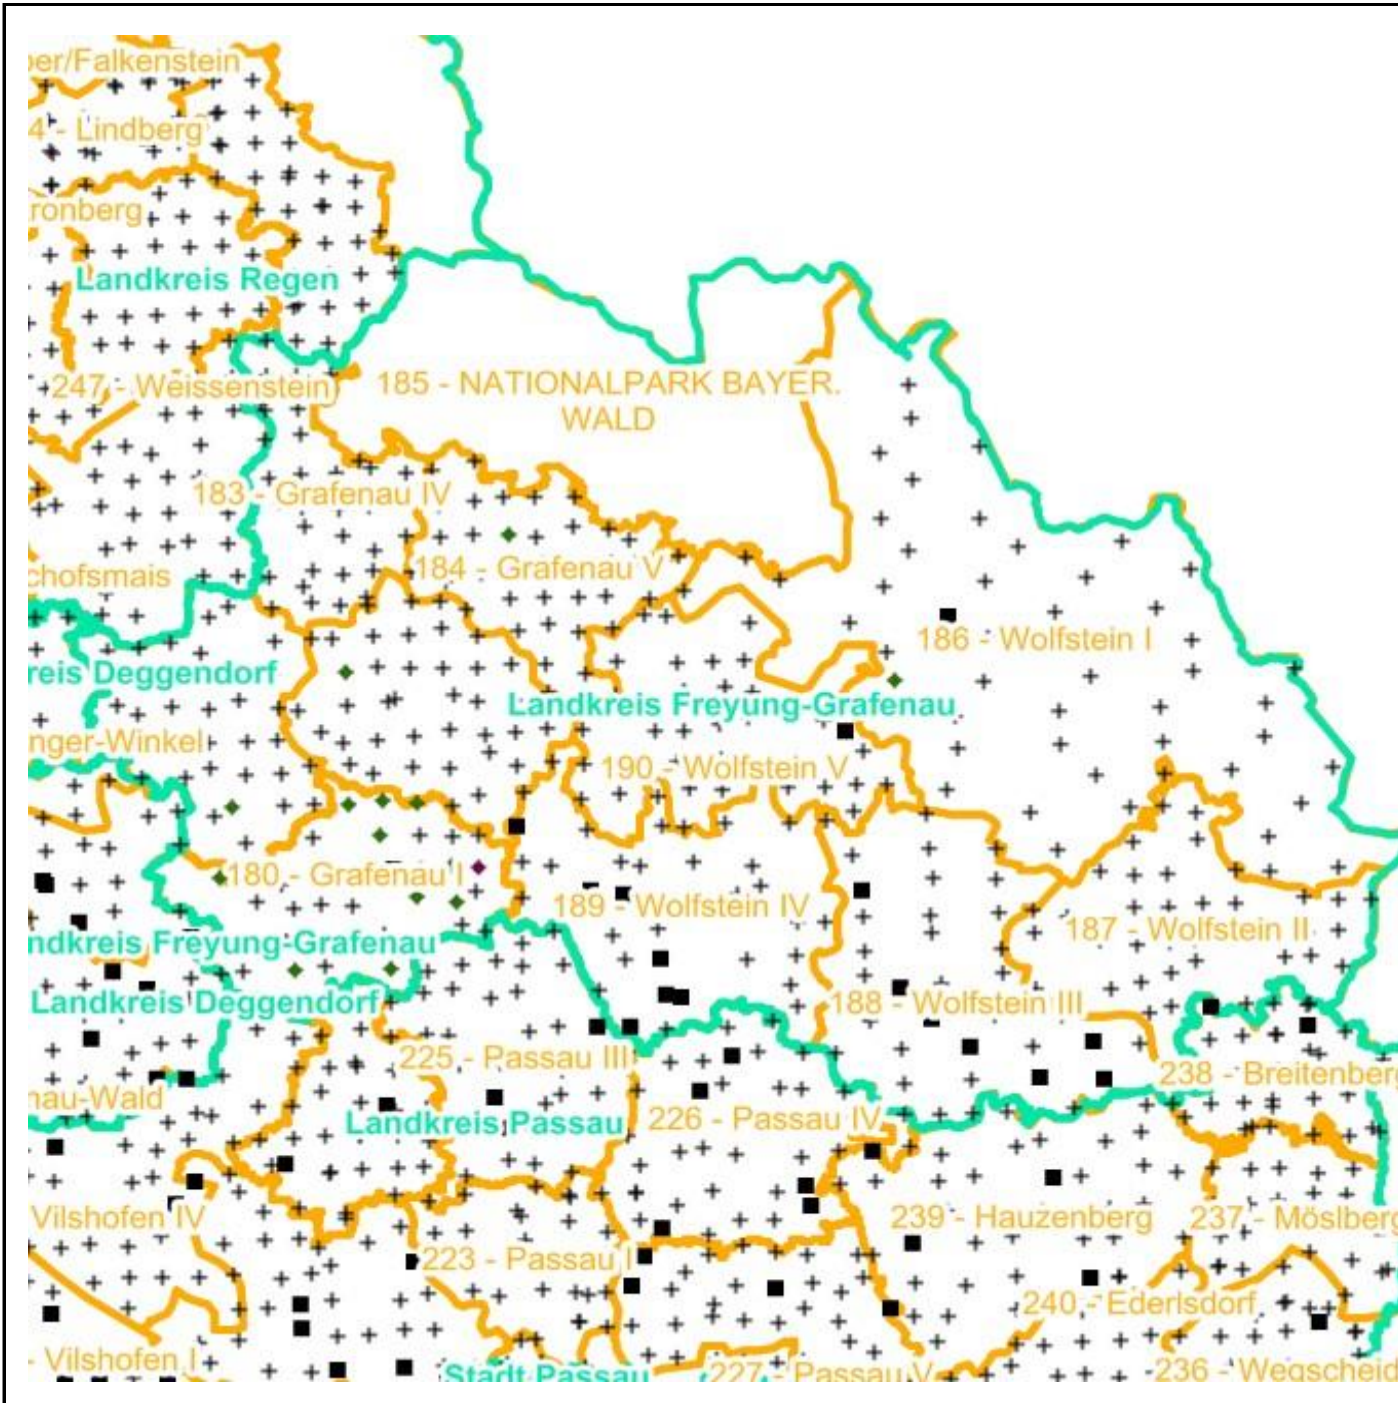 ber/Falkenstein
4 - Lindberg
ronberg
Landkreis Regen
247 - Weissenstein
185 - NATIONALPARK BAYER.
WALD
183 - Grafenau IV
184 - Grafenau V
chofsmais
186 - Wolfstein I
reis Deggendorf
Landkreis Freyung-Grafenau
nger-Winkel
190 - Wolfstein V
180 - Grafenau I
189 - Wolfstein IV
187 - Wolfstein II
ndkreis Freyung-Grafenau
Landkreis Deggendorf
188 - Wolfstein III
225 - Passau III
238 - Breitenberg
nau-Wald
Landkreis Passau
226 - Passau IV
Vilshofen IV
239 - Hauzenberg
237 - Möslberg
223 - Passau I
240 - Ederlsdorf
- Vilshofen I
Stadt Passau
227 - Passau V
236 - Wegscheid